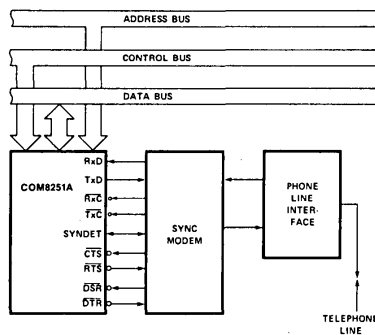 ADDRESS BUS
CONTROL BUS
DATA BUS
COM8251A
RxD
TxD
RxC
TxC
SYNDET
CTS
RTS
DSR
DTR
SYNC
MODEM
PHONE
LINE
INTER-
FACE
TELEPHONE
LINE